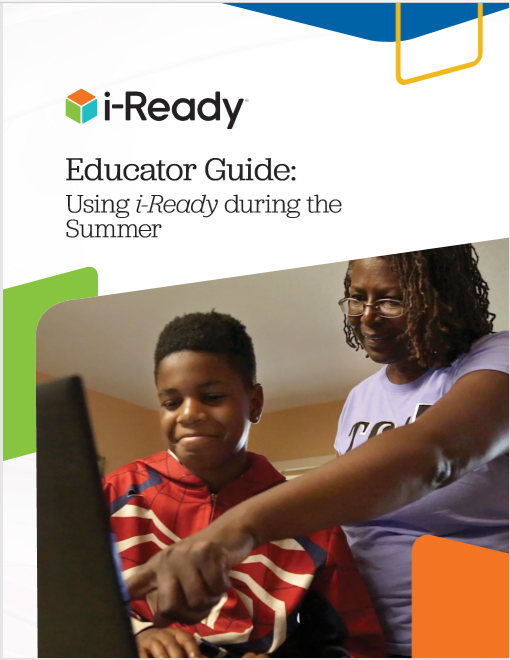 i-Ready
Educator Guide:
Using i-Ready during the
Summer